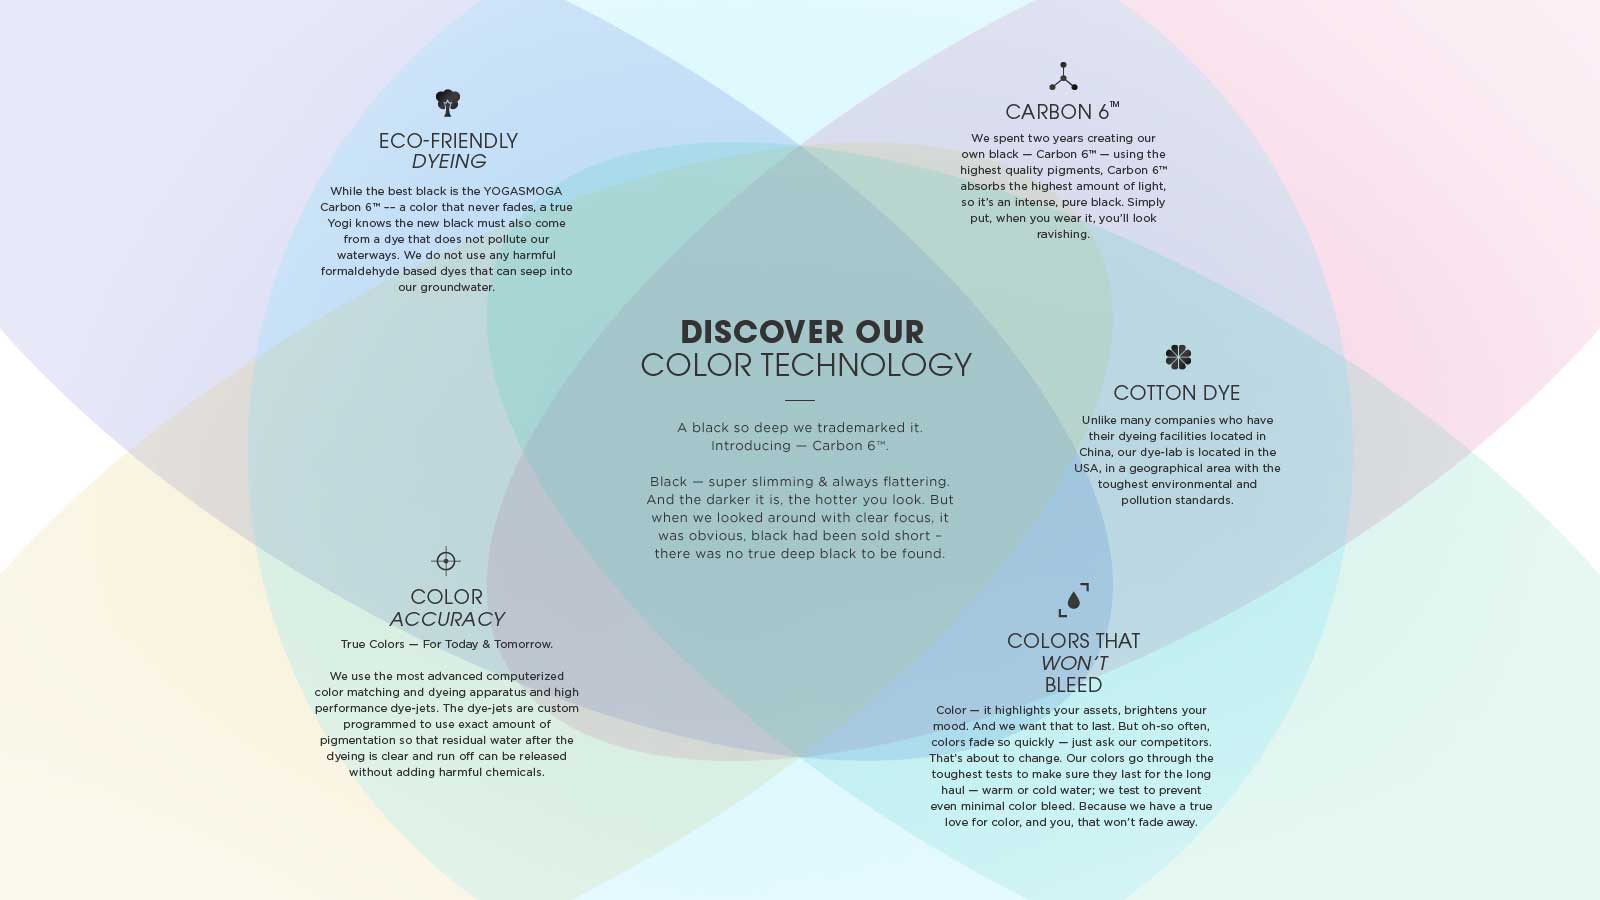 DISCOVER OUR
COLOR TECHNOLOGY
A black so deep we trademarked it.
Introducing — Carbon 6™.
Black — super slimming & always flattering.
And the darker it is, the hotter you look. But
when we looked around with clear focus, it
was obvious, black had been sold short –
there was no true deep black to be found.
ECO-FRIENDLY
DYEING
While the best black is the YOGASMOGA
Carbon 6™ –– a color that never fades, a true
Yogi knows the new black must also come
from a dye that does not pollute our
waterways. We do not use any harmful
formaldehyde based dyes that can seep into
our groundwater.
CARBON 6™
We spent two years creating our
own black — Carbon 6™ — using the
highest quality pigments, Carbon 6™
absorbs the highest amount of light,
so it's an intense, pure black. Simply
put, when you wear it, you'll look
ravishing.
COTTON DYE
Unlike many companies who have
their dyeing facilities located in
China, our dye-lab is located in the
USA, in a geographical area with the
toughest environmental and
pollution standards.
COLOR
ACCURACY
True Colors — For Today & Tomorrow.
We use the most advanced computerized
color matching and dyeing apparatus and high
performance dye-jets. The dye-jets are custom
programmed to use exact amount of
pigmentation so that residual water after the
dyeing is clear and run off can be released
without adding harmful chemicals.
COLORS THAT
WON'T
BLEED
Color — it highlights your assets, brightens your
mood. And we want that to last. But oh-so often,
colors fade so quickly — just ask our competitors.
That's about to change. Our colors go through the
toughest tests to make sure they last for the long
haul — warm or cold water; we test to prevent
even minimal color bleed. Because we have a true
love for color, and you, that won't fade away.